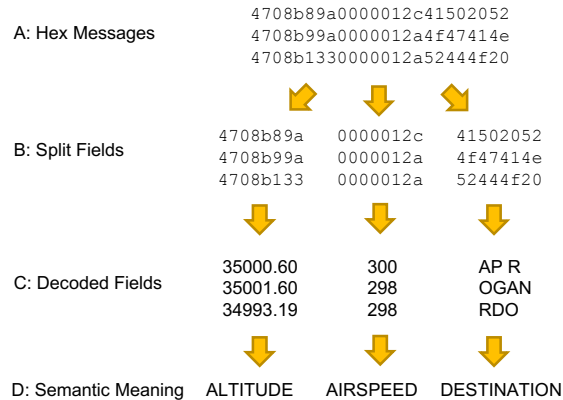 4708b89a0000012c41502052
A: Hex Messages
4708b99a0000012a4f47414e
4708b1330000012a52444f20
4708b89a 0000012c 41502052
B: Split Fields
4708b99a 0000012a 4f47414e
4708b133 0000012a 52444f20
35000.60 300 AP R
C: Decoded Fields 35001.60 298 OGAN
34993.19 298 RDO
D: Semantic Meaning ALTITUDE AIRSPEED DESTINATION